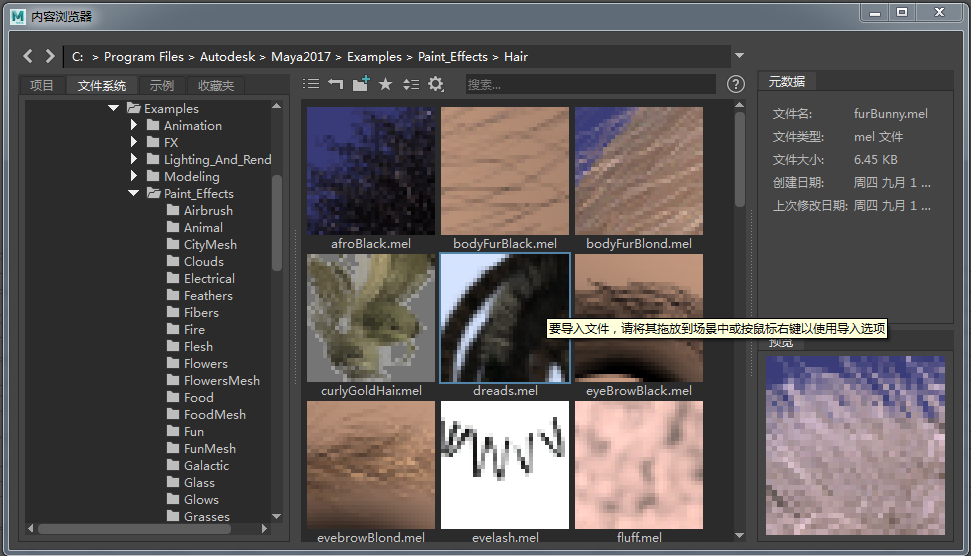 内容浏览器
C: > Program Files > Autodesk > Maya2017 > Examples > Paint_Effects > Hair
项目 文件系统 示例 收藏夹
搜索...
?
Examples
Animation
FX
Lighting_And_Rend
Modeling
Paint_Effects
Airbrush
Animal
CityMesh
Clouds
Electrical
Feathers
Fibers
Fire
Flesh
Flowers
FlowersMesh
Food
FoodMesh
Fun
FunMesh
Galactic
Glass
Glows
Grasses
afroBlack.mel bodyFurBlack.mel bodyFurBlond.mel
curlyGoldHair.mel dreads.mel eyeBrowBlack.mel
eyebrowBlond.mel eyelash.mel fluff.mel
要导入文件，请将其拖放到场景中或按鼠标右键以使用导入选项
元数据
文件名: furBunny.mel
文件类型: mel 文件
文件大小: 6.45 KB
创建日期: 周四 九月 1 ...
上次修改日期: 周四 九月 1 ...
预览